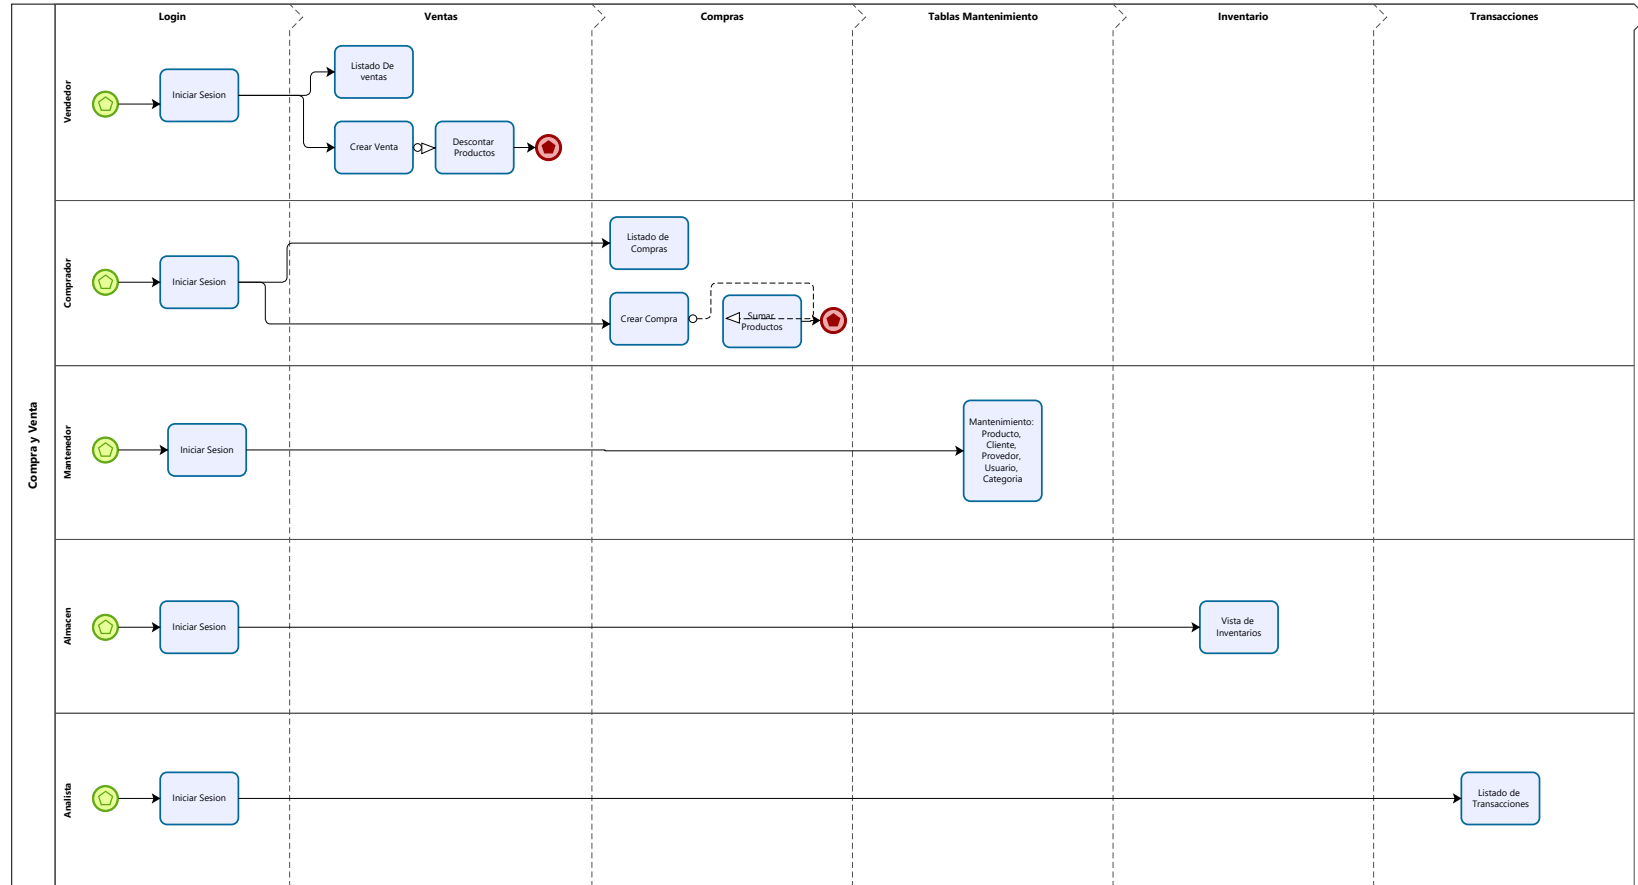 Login
Ventas
Compras
Tablas Mantenimiento
Inventario
Transacciones
Compra y Venta
Vendedor
Iniciar Sesion
Listado De
ventas
Crear Venta
Descontar
Productos
Comprador
Iniciar Sesion
Listado de
Compras
Crear Compra
Sumar
Productos
Mantenedor
Iniciar Sesion
Mantenimiento:
Producto,
Cliente,
Provedor,
Usuario,
Categoria
Almacen
Iniciar Sesion
Vista de
Inventarios
Analista
Iniciar Sesion
Listado de
Transacciones